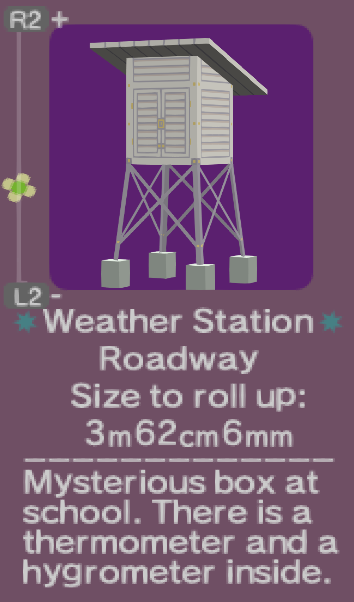 R2 +
L2 -
Weather Station
Roadway
Size to roll up:
3m62cm6mm
Mysterious box at
school. There is a
thermometer and a
hygrometer inside.